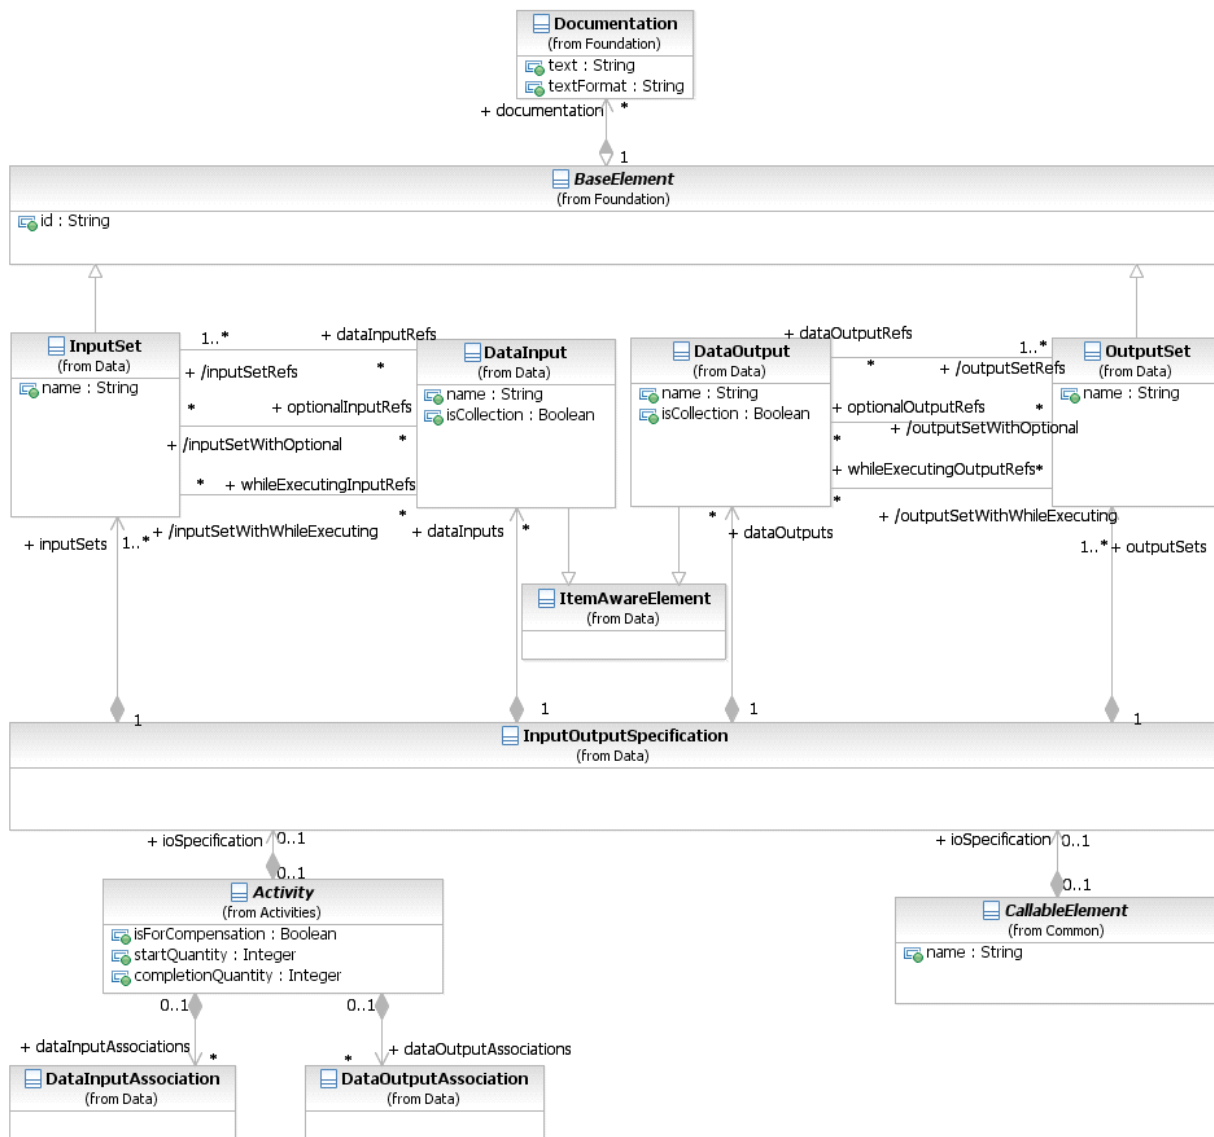 Documentation
(from Foundation)
text : String
textFormat : String
+ documentation
*
1
BaseElement
(from Foundation)
id : String
InputSet
(from Data)
name : String
1..*
+ dataInputRefs
+ /inputSetRefs
*
*
+ optionalInputRefs
+ /inputSetWithOptional
*
*
+ whileExecutingInputRefs
*
+ /inputSetWithWhileExecuting
DataInput
(from Data)
name : String
isCollection : Boolean
DataOutput
(from Data)
name : String
isCollection : Boolean
+ dataOutputRefs
1..*
*
+ /outputSetRefs
+ optionalOutputRefs
*
+ /outputSetWithOptional
*
+ whileExecutingOutputRefs
*
*
+ /outputSetWithWhileExecuting
OutputSet
(from Data)
name : String
+ inputSets
1..*
+ dataInputs
*
*
+ dataOutputs
1..*
+ outputSets
ItemAwareElement
(from Data)
1
1
1
1
InputOutputSpecification
(from Data)
+ ioSpecification
0..1
0..1
+ ioSpecification
0..1
0..1
Activity
(from Activities)
isForCompensation : Boolean
startQuantity : Integer
completionQuantity : Integer
CallableElement
(from Common)
name : String
0..1
0..1
+ dataInputAssociations
*
+ dataOutputAssociations
*
DataInputAssociation
(from Data)
DataOutputAssociation
(from Data)